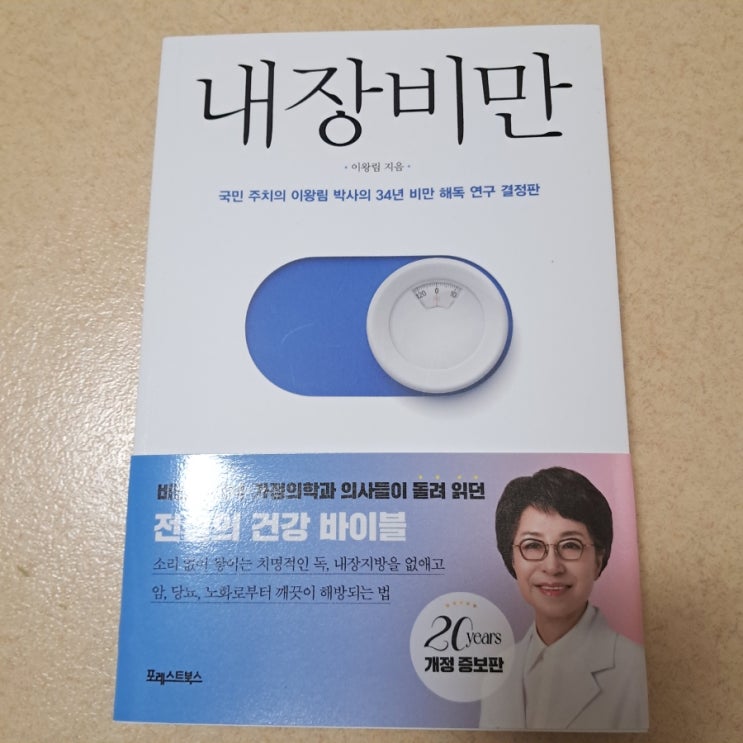 내장비만
• 이왕림 지음 •
국민 주치의 이왕림 박사의 34년 비만 해독 연구 결정판
120 0 10
가정의학과 의사들이 돌려 읽던
건강 바이블
소리 없이 쌓이는 치명적인 독, 내장지방을 없애고
암, 당뇨, 노화로부터 깨끗이 해방되는 법
20 years
개정 증보판
포레스트북스